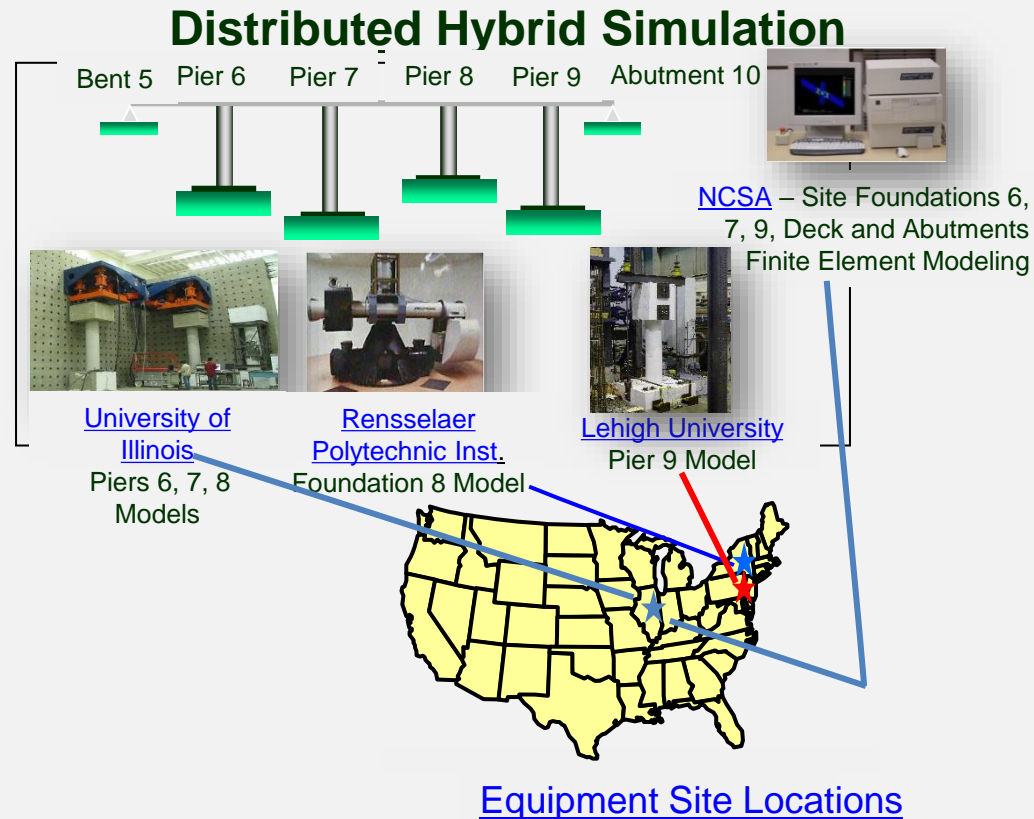 Distributed Hybrid Simulation
Bent 5 Pier 6 Pier 7 Pier 8 Pier 9 Abutment 10
NCSA – Site Foundations 6,
7, 9, Deck and Abutments
Finite Element Modeling
University of
Illinois
Piers 6, 7, 8
Models
Rensselaer
Polytechnic Inst.
Foundation 8 Model
Lehigh University
Pier 9 Model
Equipment Site Locations